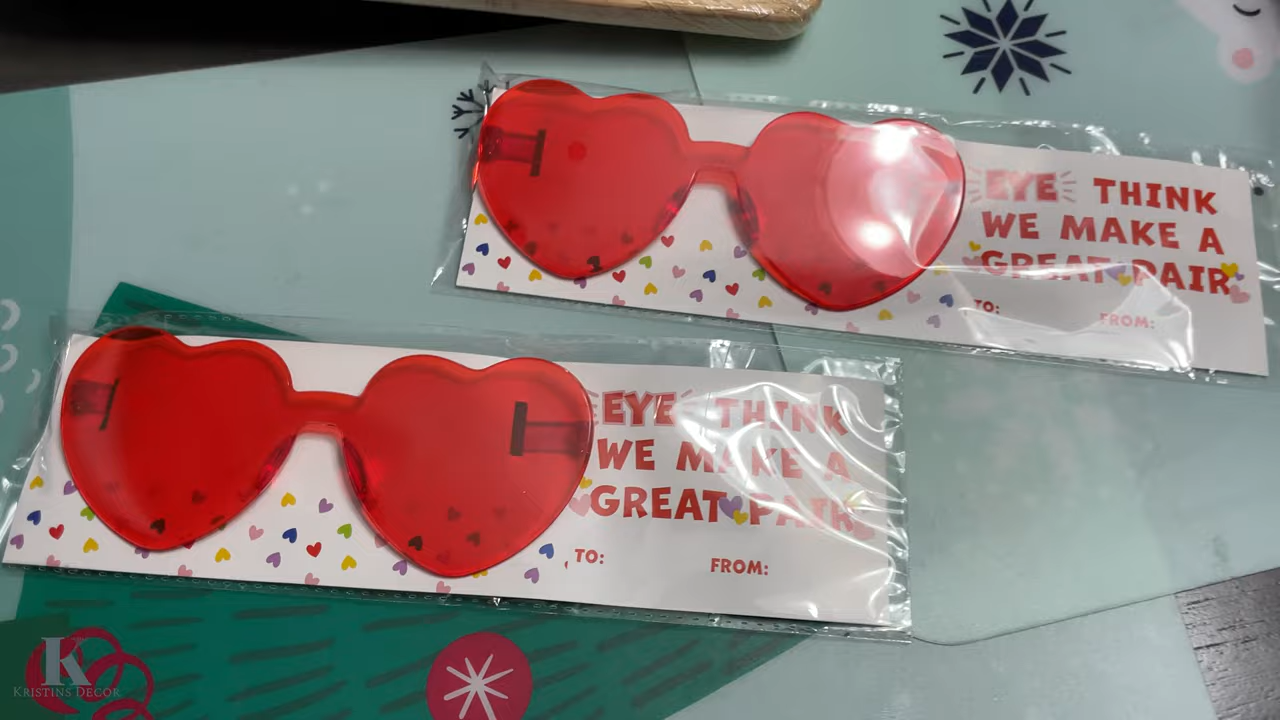 EYE THINK
WE MAKE A
GREAT PAIR
TO: FROM:
EYE THINK
WE MAKE A
GREAT PAIR
TO: FROM:
K
KRISTINS DECOR